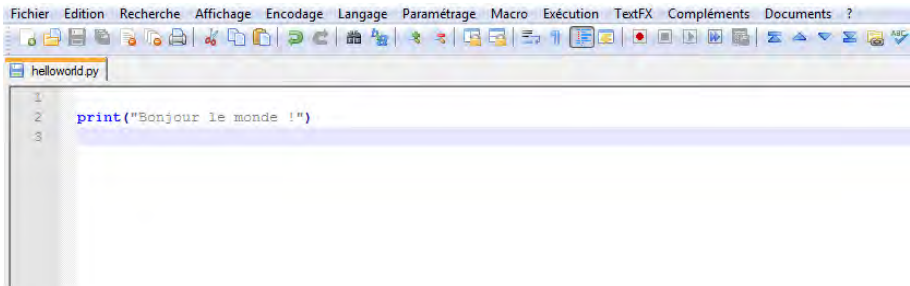 Fichier Edition Recherche Affichage Encodage Langage Paramétrage Macro Exécution TextFX Compléments Documents ?
helloworld.py
1
2 print("Bonjour le monde !")
3